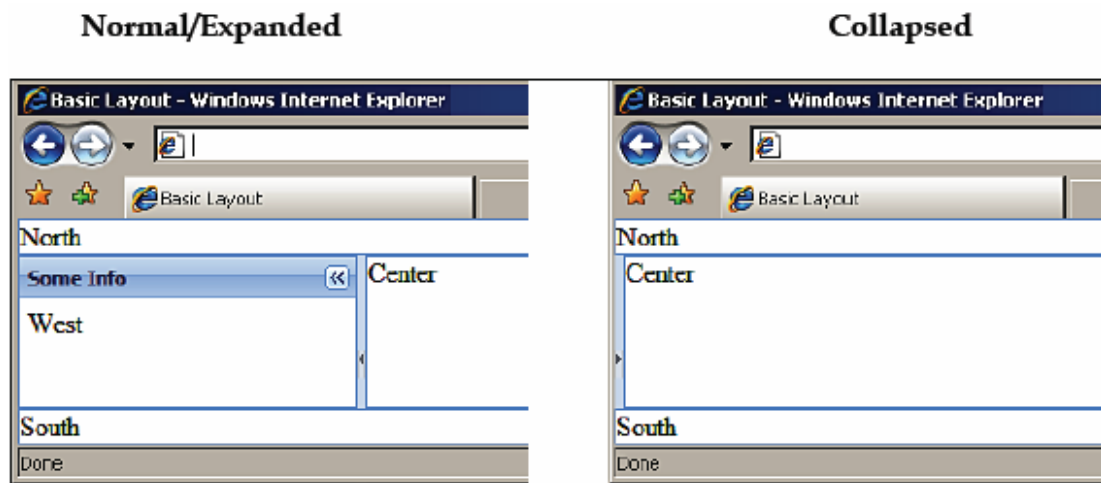 Normal/Expanded
Collapsed
Basic Layout - Windows Internet Explorer
Basic Layout
North
Some Info
Center
West
South
Done
Basic Layout - Windows Internet Explorer
Basic Layout
North
Center
South
Done